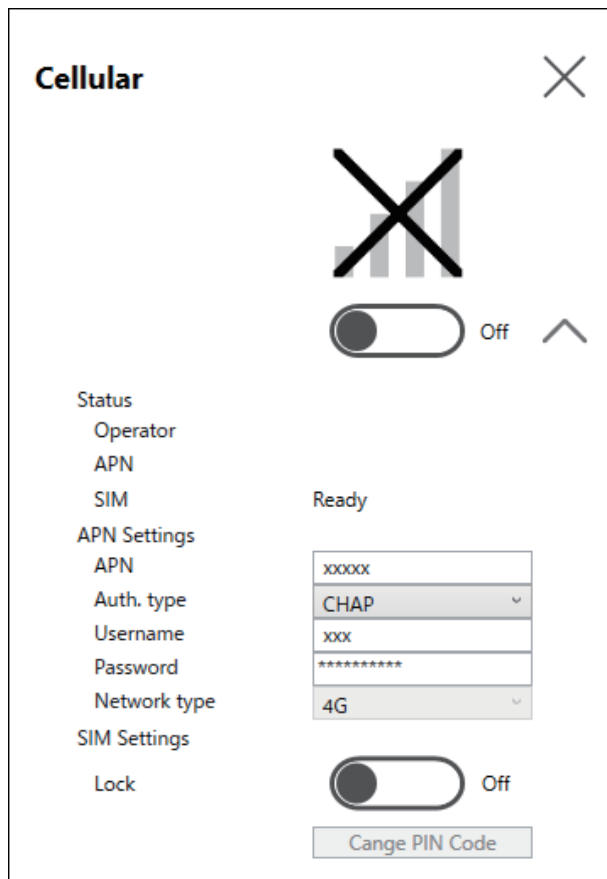 Cellular
Off
Status
Operator
APN
SIM Ready
APN Settings
APN xxxxx
Auth. type CHAP
Username xxx
Password **********
Network type 4G
SIM Settings
Lock Off
Cange PIN Code